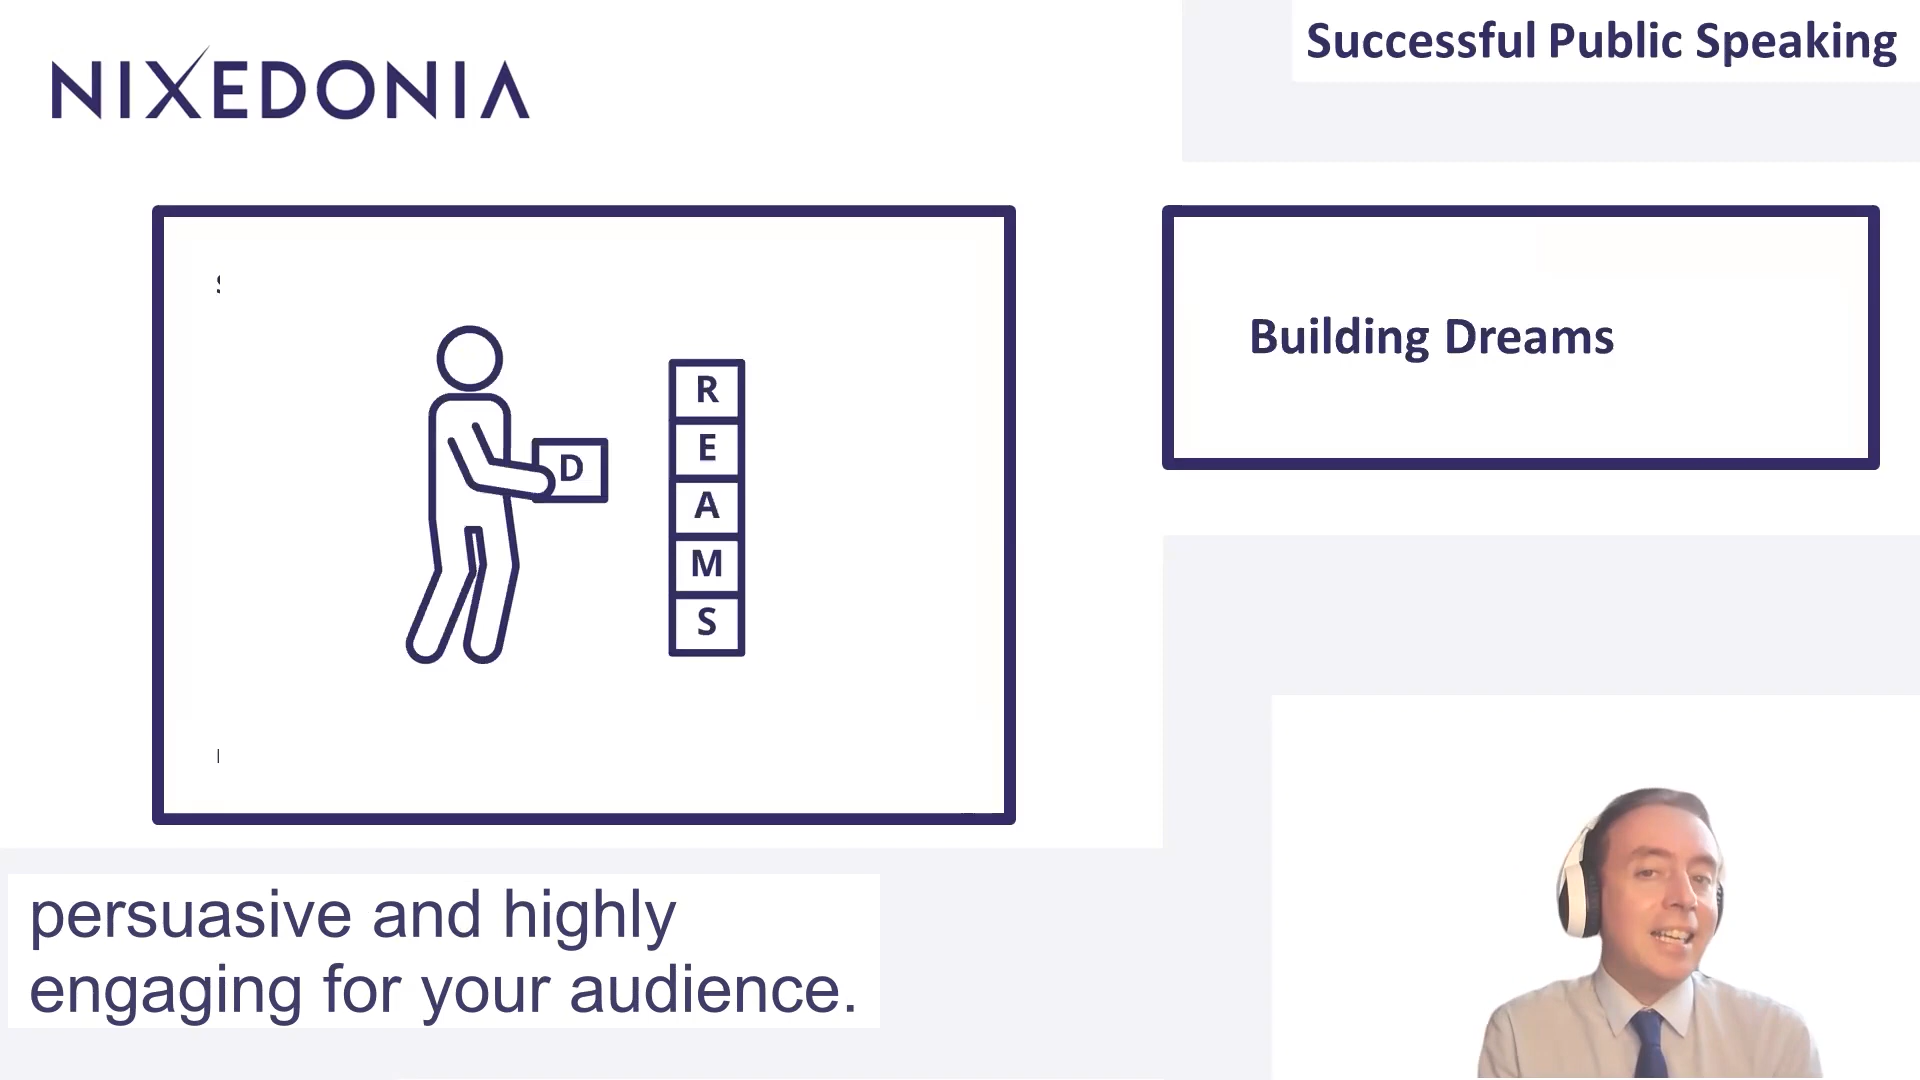 NIXEDONIA
Successful Public Speaking
Building Dreams
D
R
E
A
M
S
persuasive and highly
engaging for your audience.